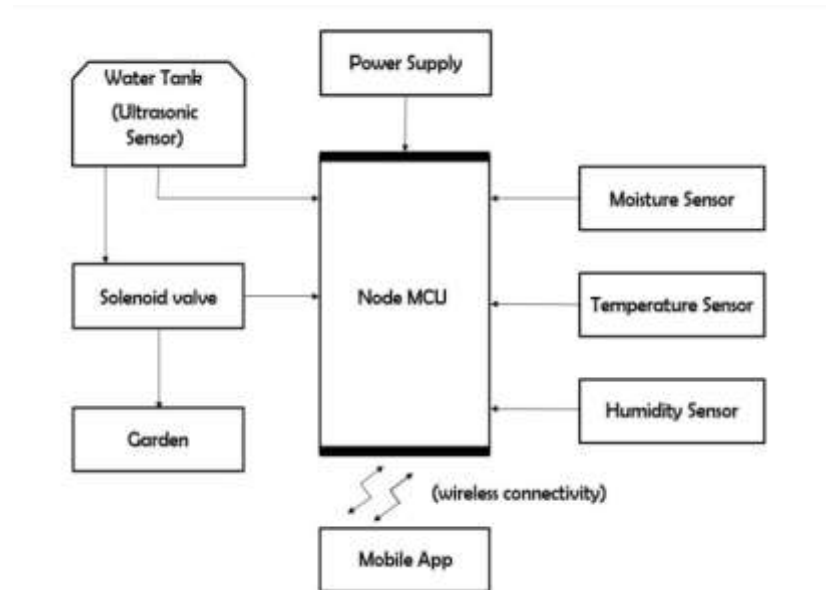 Power Supply
Water Tank
(Ultrasonic
Sensor)
Moisture Sensor
Solenoid valve
Node MCU
Temperature Sensor
Garden
Humidity Sensor
(wireless connectivity)
Mobile App